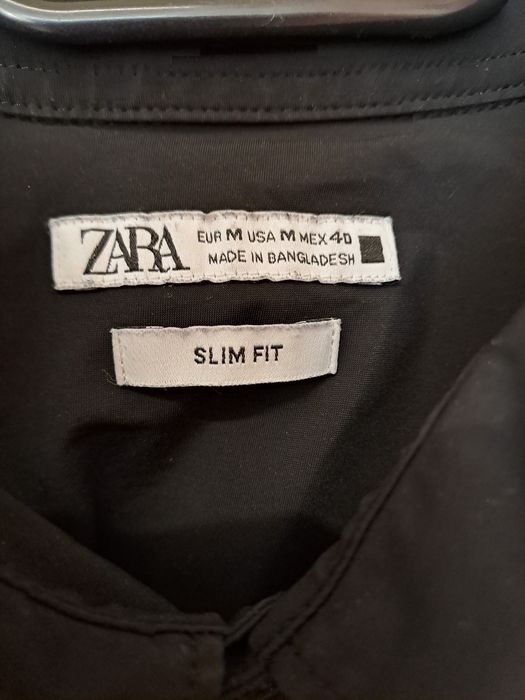 ZARA
EUR M USA M MEX 40
MADE IN BANGLADESH
SLIM FIT